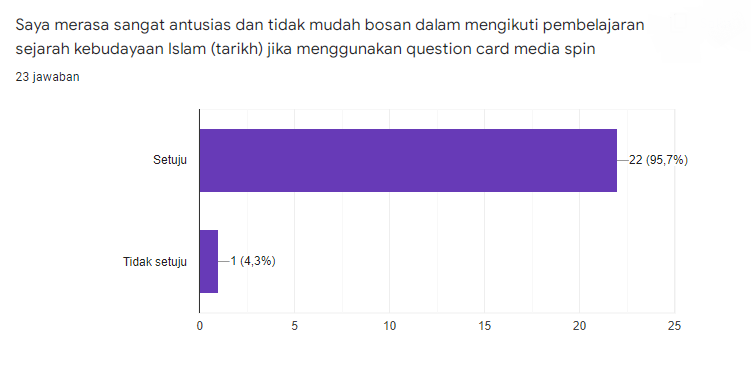 Saya merasa sangat antusias dan tidak mudah bosan dalam mengikuti pembelajaran
sejarah kebudayaan Islam (tarikh) jika menggunakan question card media spin
23 jawaban
Setuju
22 (95,7%)
Tidak setuju
1 (4,3%)
0 5 10 15 20 25